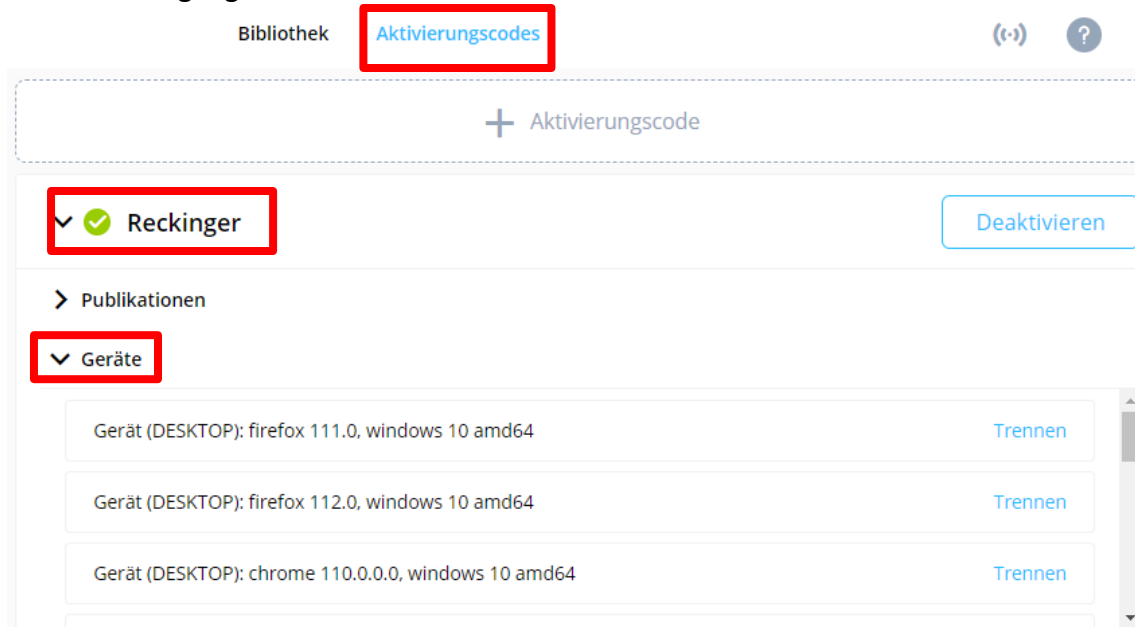 Bibliothek Aktivierungscodes ?
+ Aktivierungscode
Reckinger Deaktivieren
Publikationen
Geräte
Gerät (DESKTOP): firefox 111.0, windows 10 amd64 Trennen
Gerät (DESKTOP): firefox 112.0, windows 10 amd64 Trennen
Gerät (DESKTOP): chrome 110.0.0.0, windows 10 amd64 Trennen